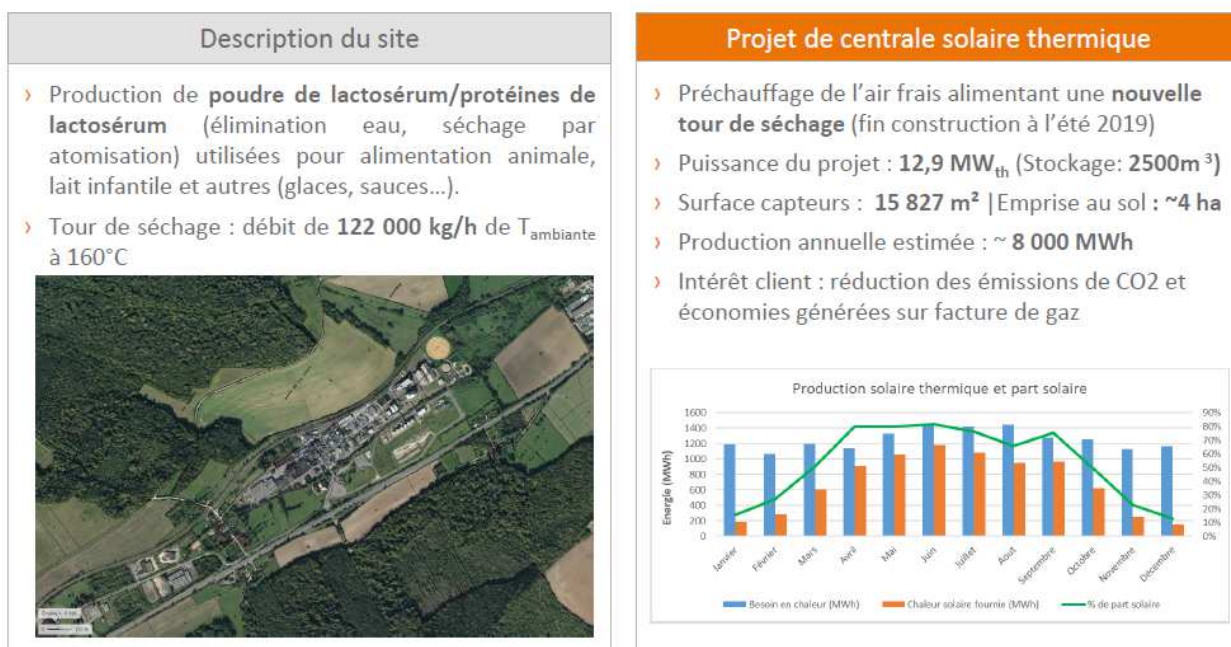 Description du site
› Production de poudre de lactosérum/protéines de
lactosérum (élimination eau, séchage par
atomisation) utilisées pour alimentation animale,
lait infantile et autres (glaces, sauces…).
› Tour de séchage : débit de 122 000 kg/h de Tambiante
à 160°C
Projet de centrale solaire thermique
› Préchauffage de l’air frais alimentant une nouvelle
tour de séchage (fin construction à l’été 2019)
› Puissance du projet : 12,9 MWth (Stockage: 2500m³)
› Surface capteurs : 15 827 m² |Emprise au sol : ~4 ha
› Production annuelle estimée : ~ 8 000 MWh
› Intérêt client : réduction des émissions de CO2 et
économies générées sur facture de gaz
Production solaire thermique et part solaire
Energie (MWh)
1600
1400
1200
1000
800
600
400
200
0
90%
80%
70%
60%
50%
40%
30%
20%
10%
0%
Janvier Février Mars Avril Mai Juin Juillet Aout Septembre Octobre Novembre Décembre
Besoin en chaleur (MWh) Chaleur solaire fournie (MWh) % de part solaire